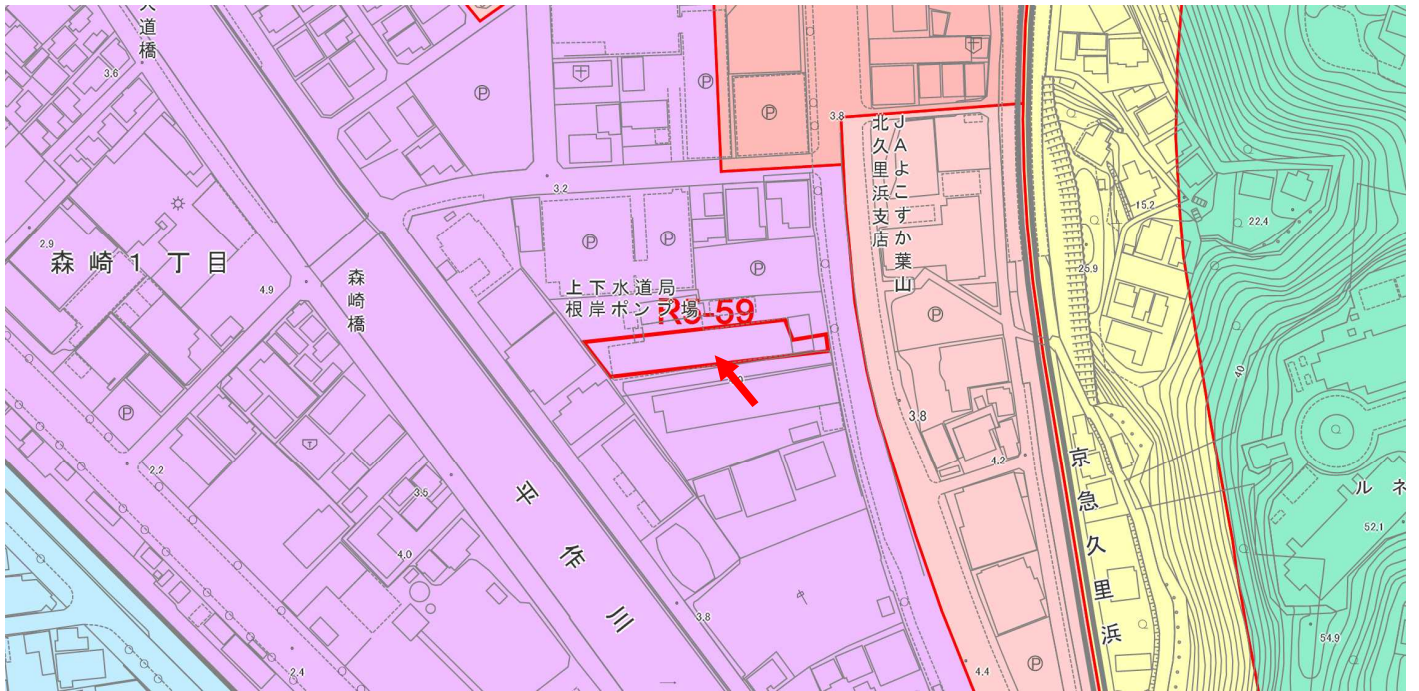 大道橋
3.6
2.9
森崎1丁目
4.9
森崎橋
Ⓟ
2.2
3.5
4.0
2.4
平作川
3.8
Ⓟ
3.2
Ⓟ
Ⓟ
Ⓟ
上下水道局
根岸ポンプ場
R5-59
Ⓟ
Ⓟ
3.8
JAよこすか葉山
北久里浜支店
Ⓟ
3.8
4.2
4.4
Ⓟ
京急久里浜
15.2
25.9
22.4
40
ルネ
52.1
54.9